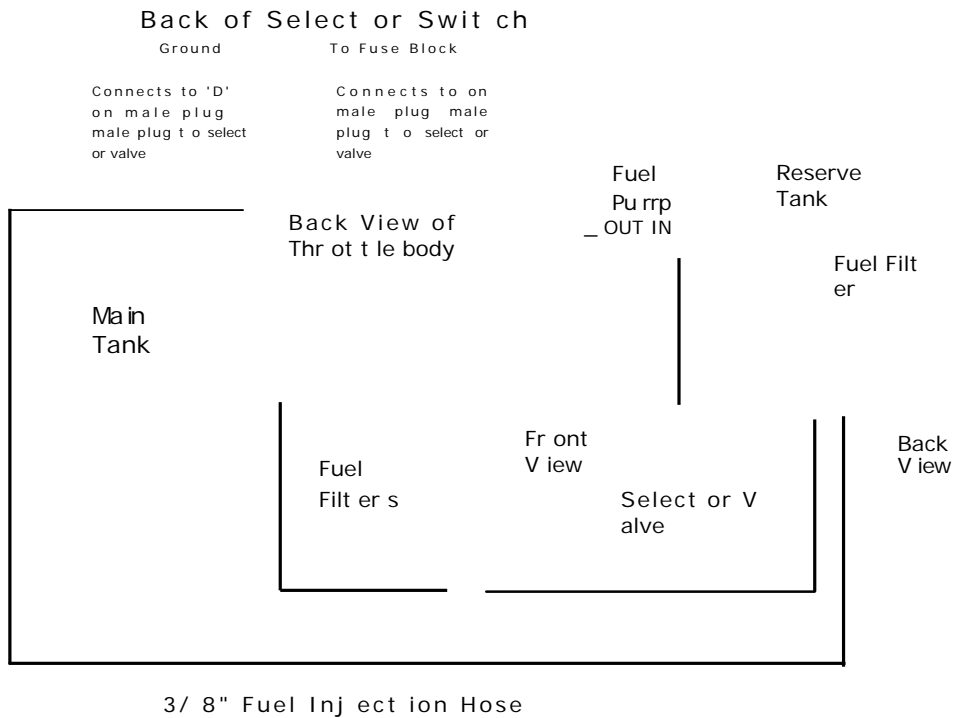 Back of Select or Swit ch
Ground
To Fuse Block
Connects to 'D'
on male plug
male plug t o select
or valve
Connects to on
male plug male
plug t o select or
valve
Fuel
Pu rrp
_ OUT IN
Reserve
Tank
Back View of
Thr ot t le body
Fuel Filt
er
Ma in
Tank
Fr ont
V iew
Back
V iew
Fuel
Filt er s
Select or V
alve
3/ 8" Fuel Inj ect ion Hose